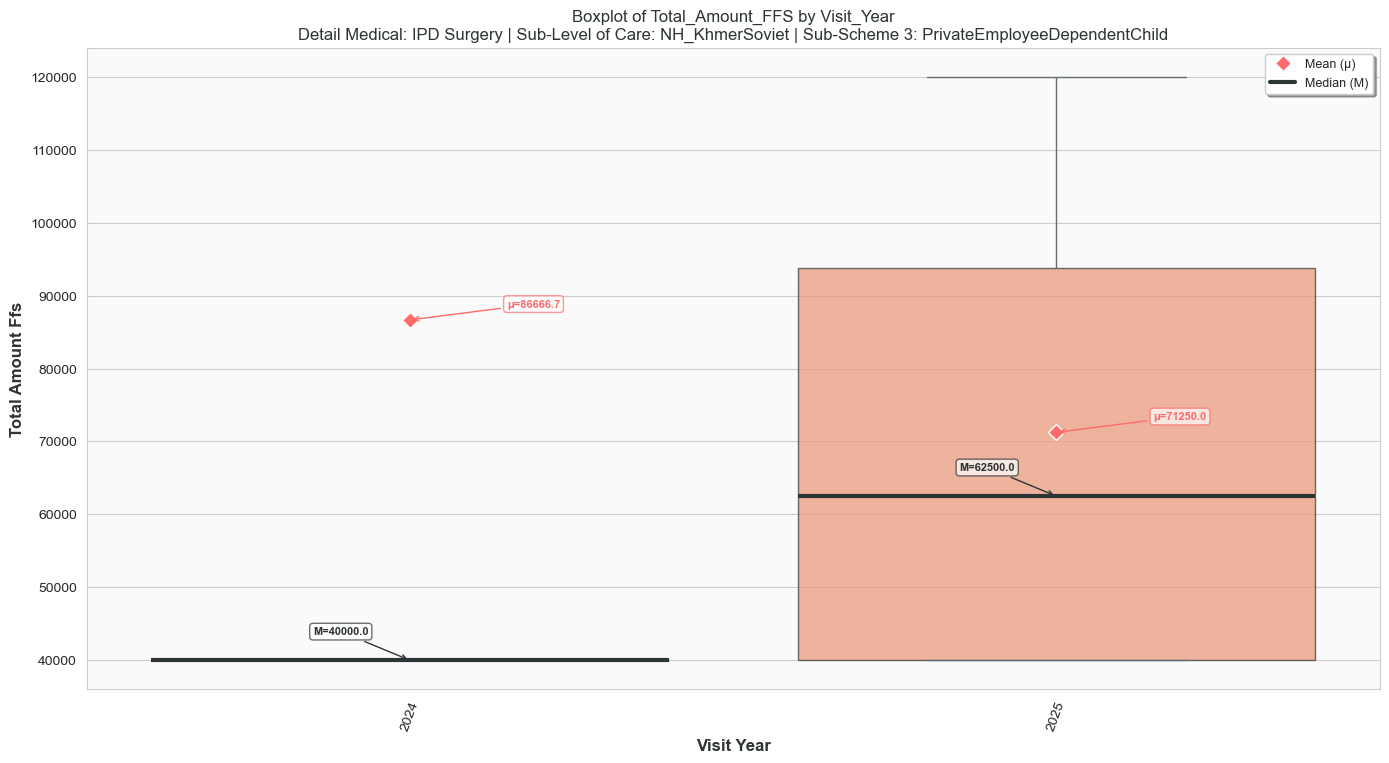 Boxplot of Total_Amount_FFS by Visit_Year
Detail Medical: IPD Surgery | Sub-Level of Care: NH_KhmerSoviet | Sub-Scheme 3: PrivateEmployeeDependentChild
Mean (μ)
Median (M)
Total Amount Ffs
120000
110000
100000
90000
80000
70000
60000
50000
40000
μ=86666.7
M=40000.0
μ=71250.0
M=62500.0
2024
2025
Visit Year